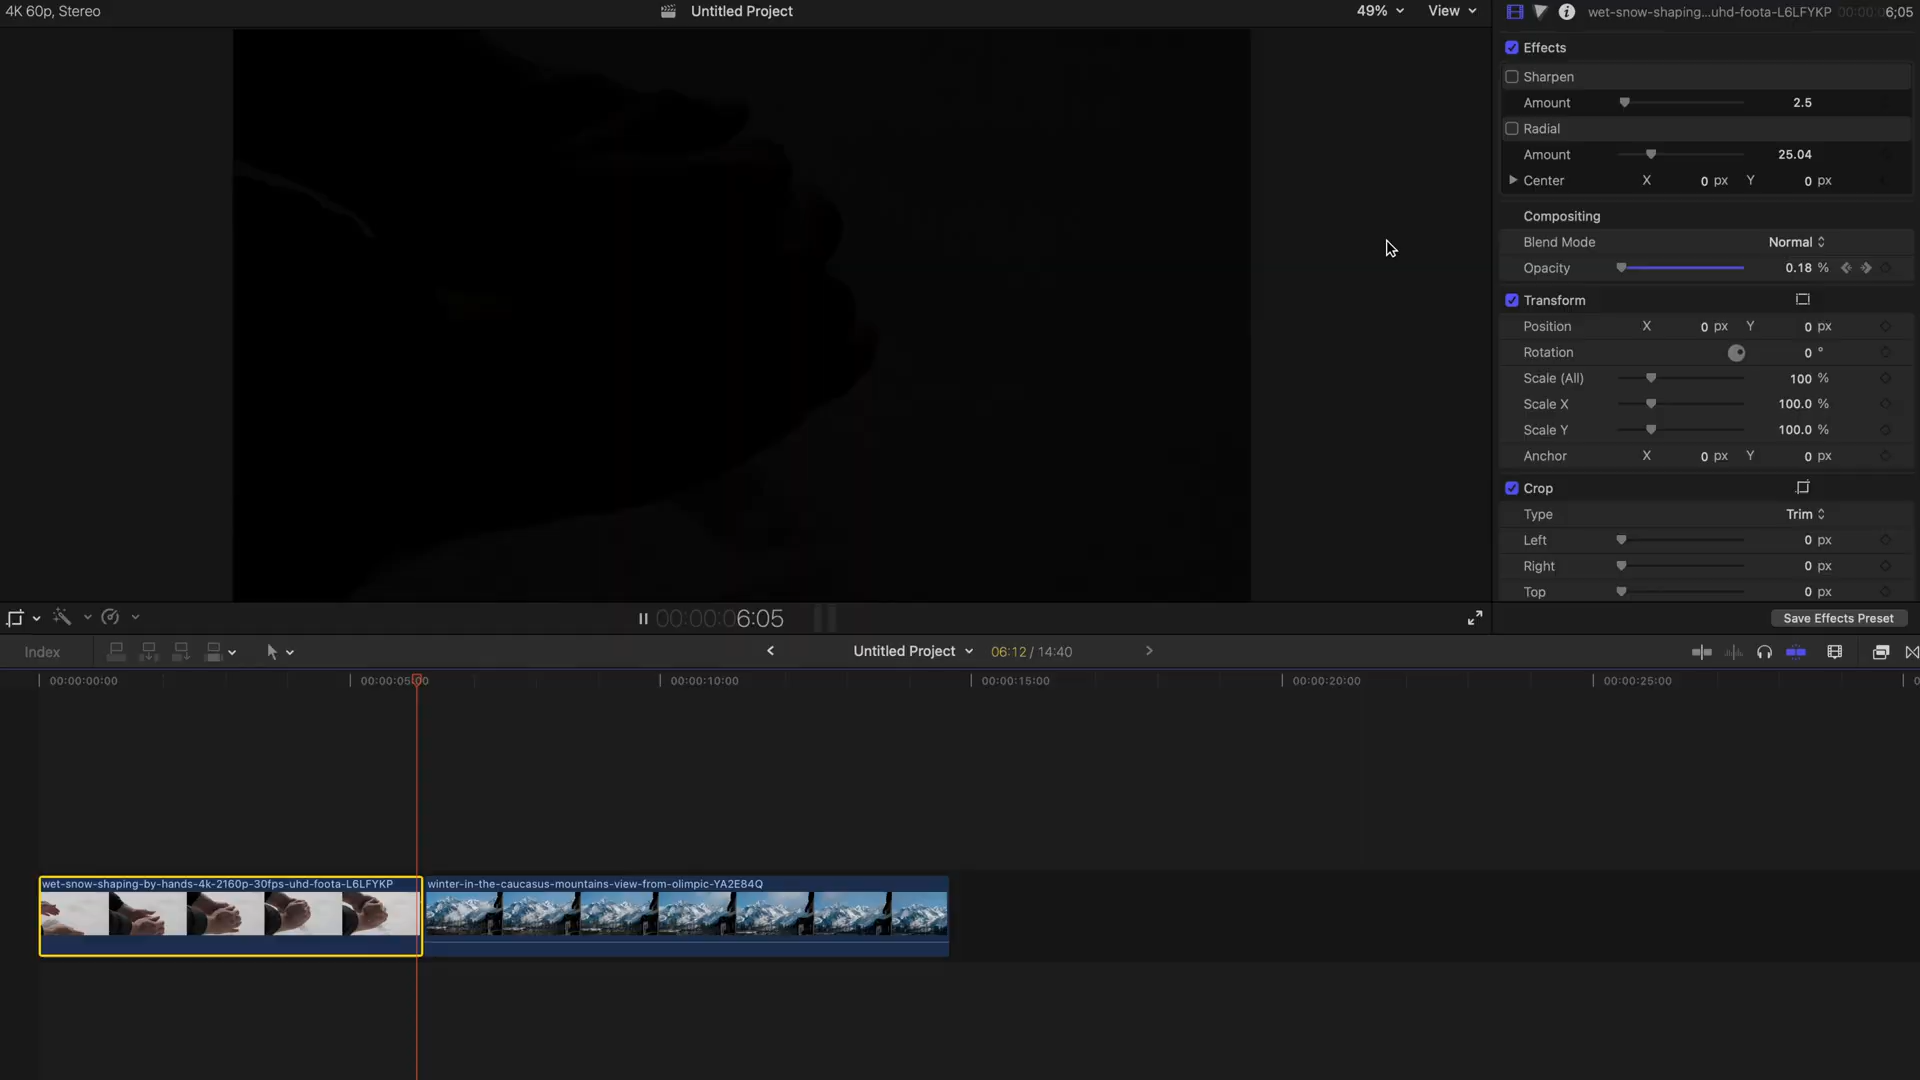 4K 60p, Stereo
Untitled Project
49%
View
wet-snow-shaping...uhd-foota-L6LFYKP
00:00:06;05
Effects
Sharpen
Amount 2.5
Radial
Amount 25.04
Center X 0 px Y 0 px
Compositing
Blend Mode Normal
Opacity 0.18 %
Transform
Position X 0 px Y 0 px
Rotation 0 °
Scale (All) 100 %
Scale X 100.0 %
Scale Y 100.0 %
Anchor X 0 px Y 0 px
Crop
Type Trim
Left 0 px
Right 0 px
Top 0 px
00:00:06:05
Save Effects Preset
Index
Untitled Project
06:12 / 14:40
00:00:00:00
00:00:05:00
00:00:10:00
00:00:15:00
00:00:20:00
00:00:25:00
wet-snow-shaping-by-hands-4k-2160p-30fps-uhd-foota-L6LFYKP
winter-in-the-caucasus-mountains-view-from-olimpic-YA2E84Q